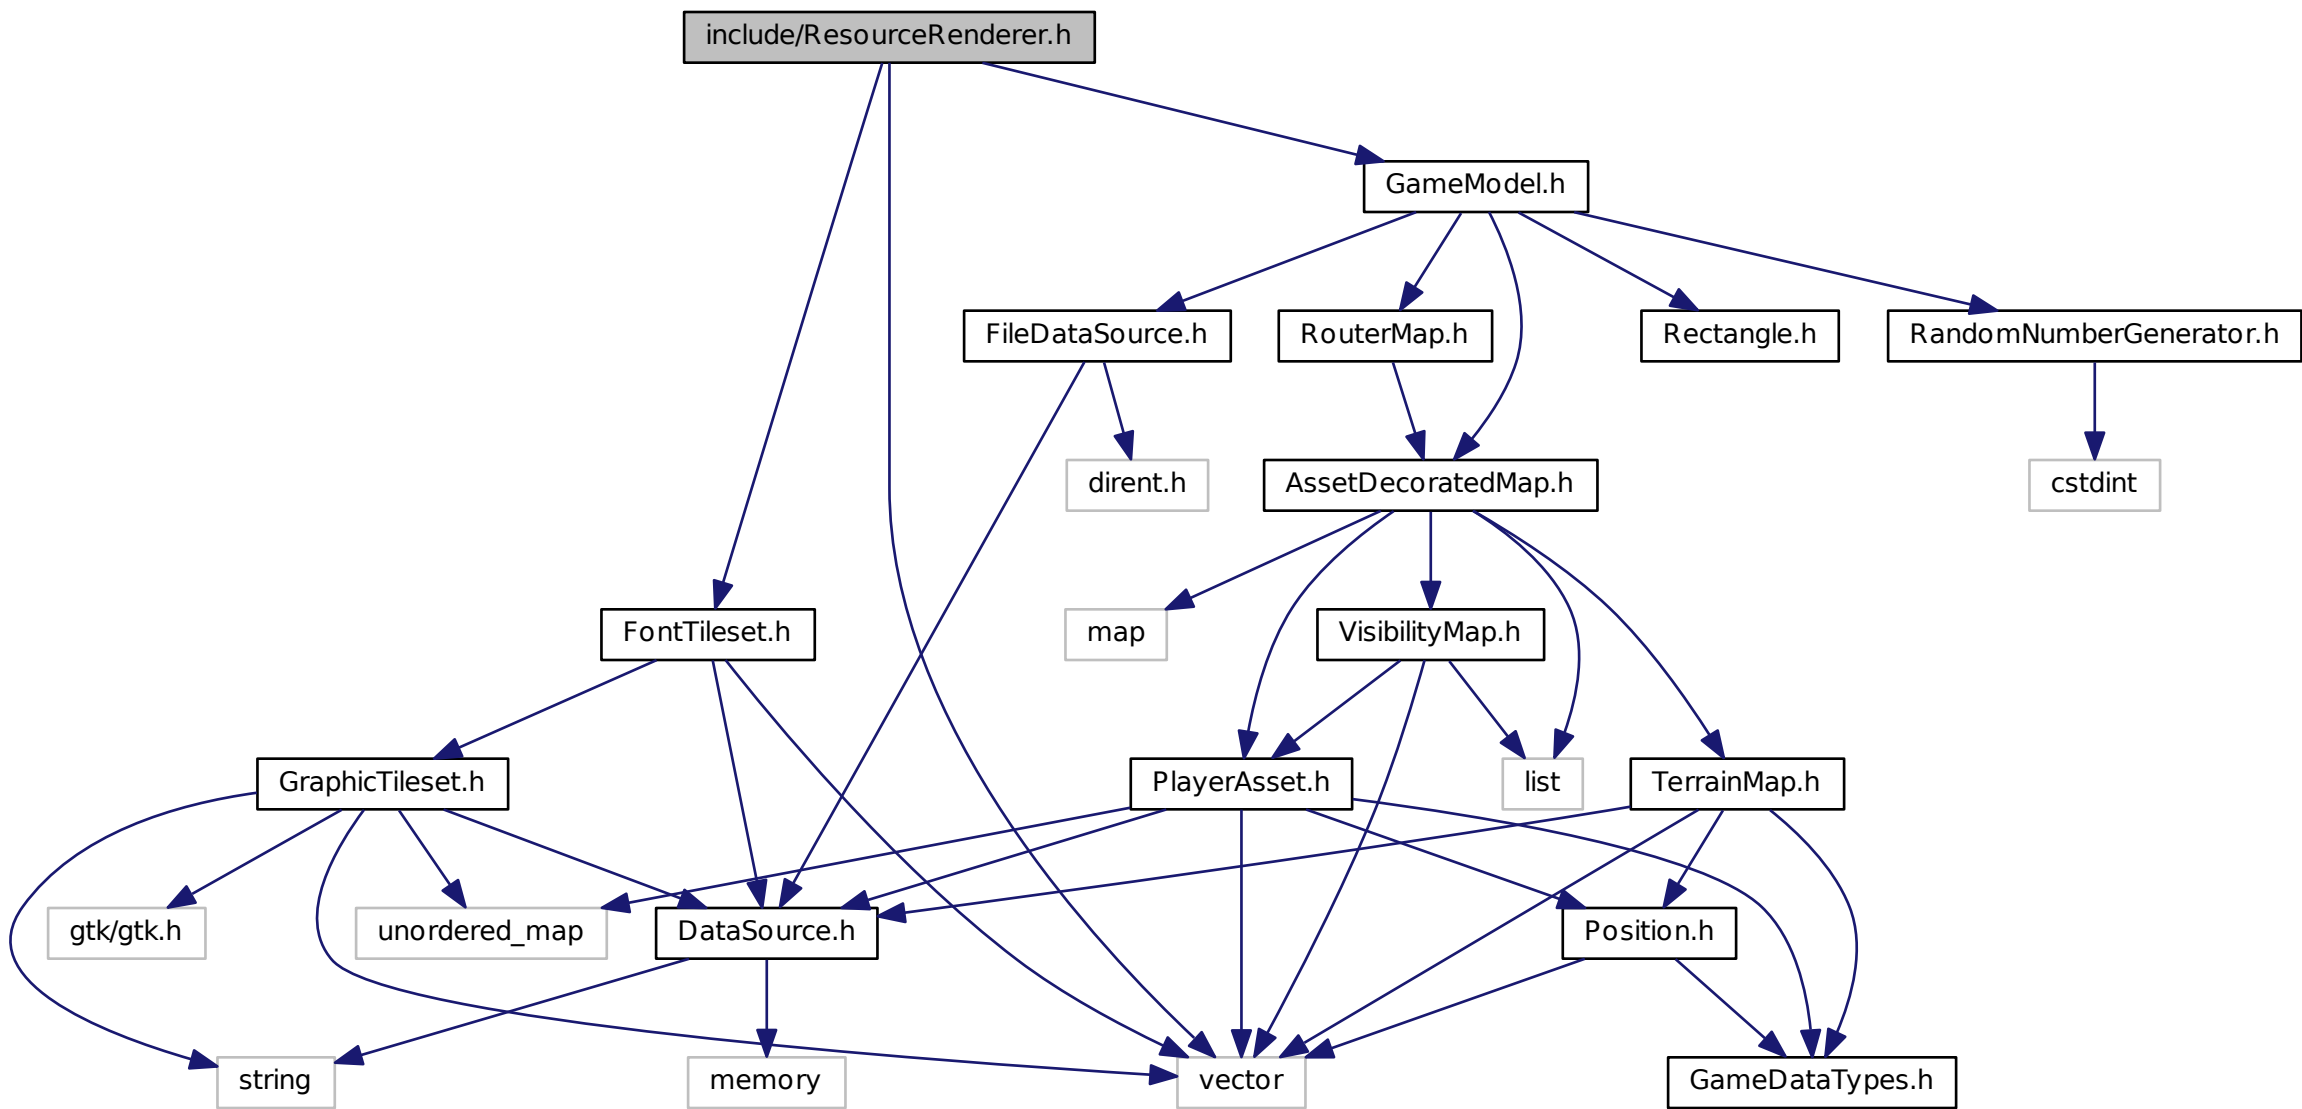 include/ResourceRenderer.h
GameModel.h
FileDataSource.h
RouterMap.h
Rectangle.h
RandomNumberGenerator.h
dirent.h
AssetDecoratedMap.h
cstdint
FontTileset.h
map
VisibilityMap.h
GraphicTileset.h
PlayerAsset.h
list
TerrainMap.h
gtk/gtk.h
unordered_map
DataSource.h
Position.h
string
memory
vector
GameDataTypes.h